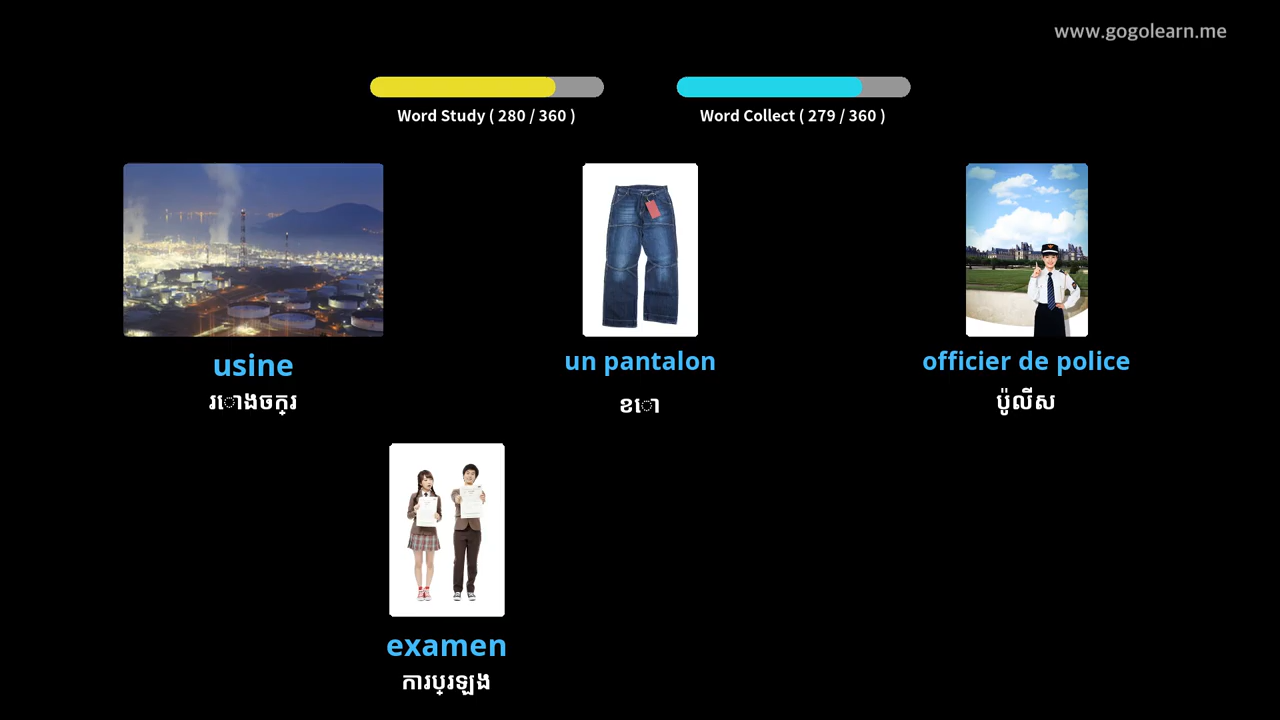 www.gogolearn.me
Word Study ( 280 / 360 )
Word Collect ( 279 / 360 )
usine
រោងចក្រ
un pantalon
ខោ
officier de police
ប៉ូលីស
examen
ការប្រឡង